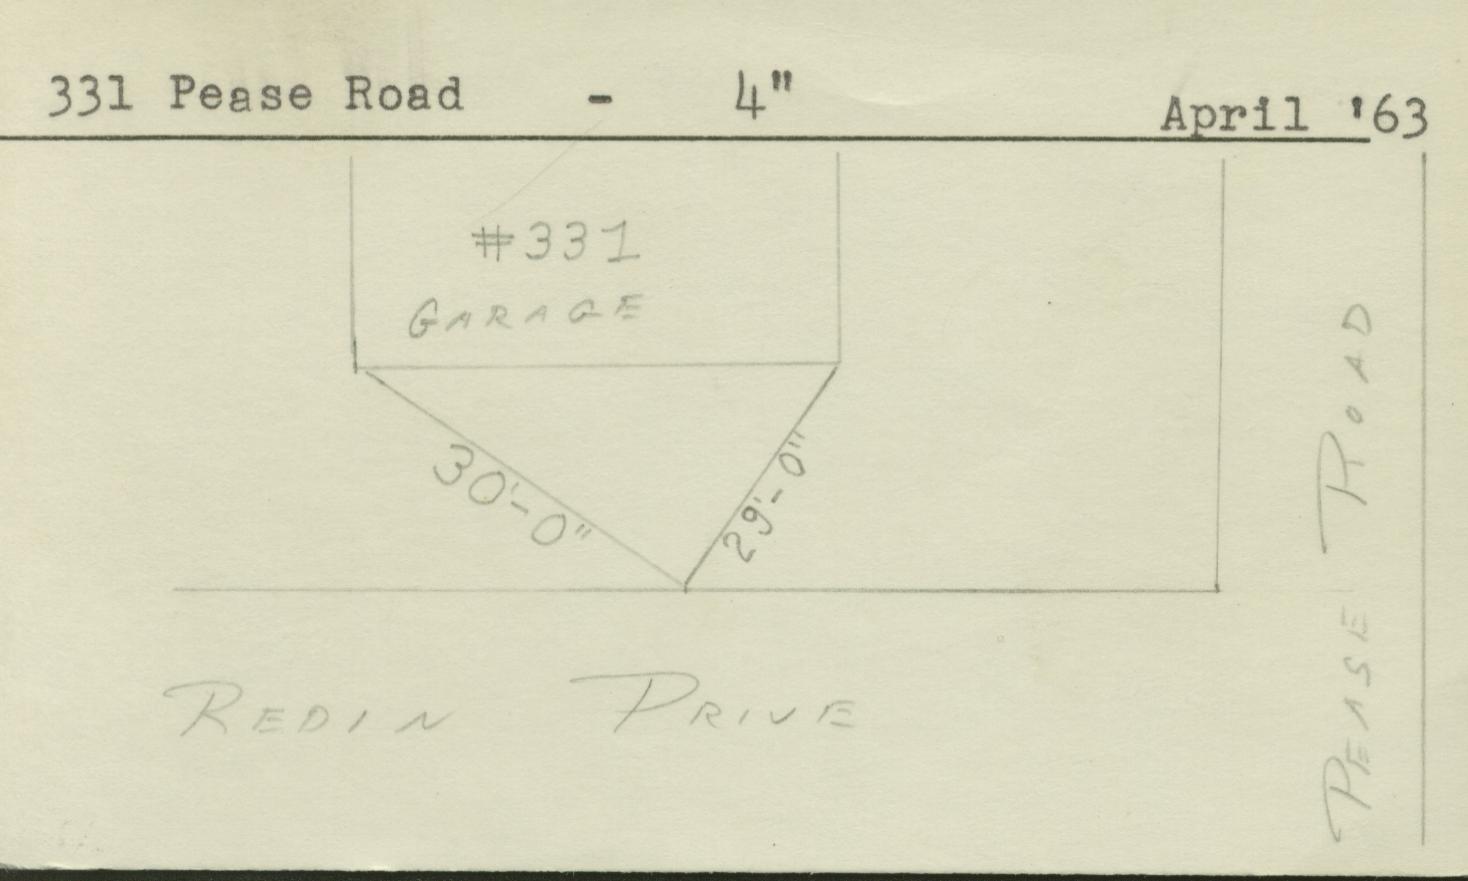 331 Pease Road - 4" April '63
#331
GARAGE
30'-0"
29'-0"
REDIN DRIVE
PEASE ROAD